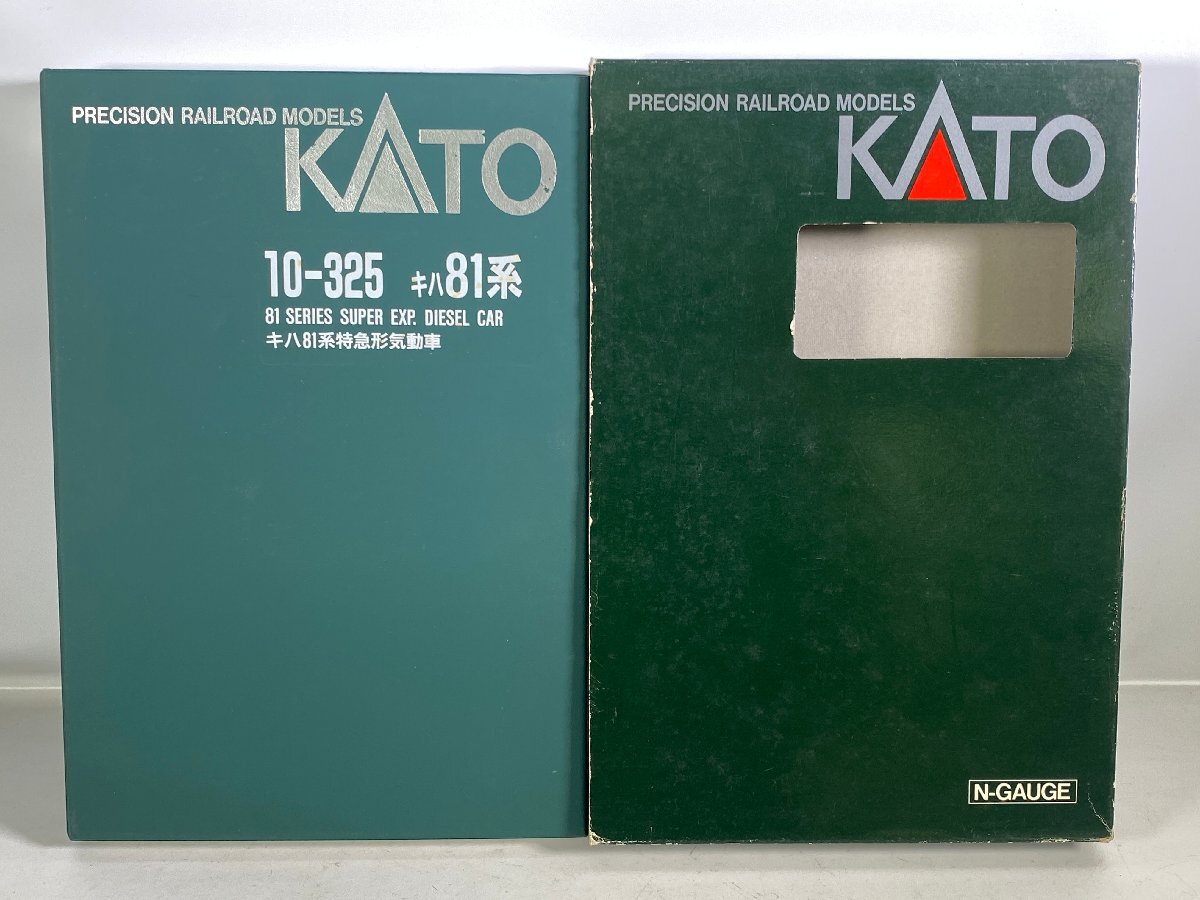 PRECISION RAILROAD MODELS
KATO
10-325 キハ81系
81 SERIES SUPER EXP. DIESEL CAR
キハ81系特急形気動車
PRECISION RAILROAD MODELS
KATO
N-GAUGE